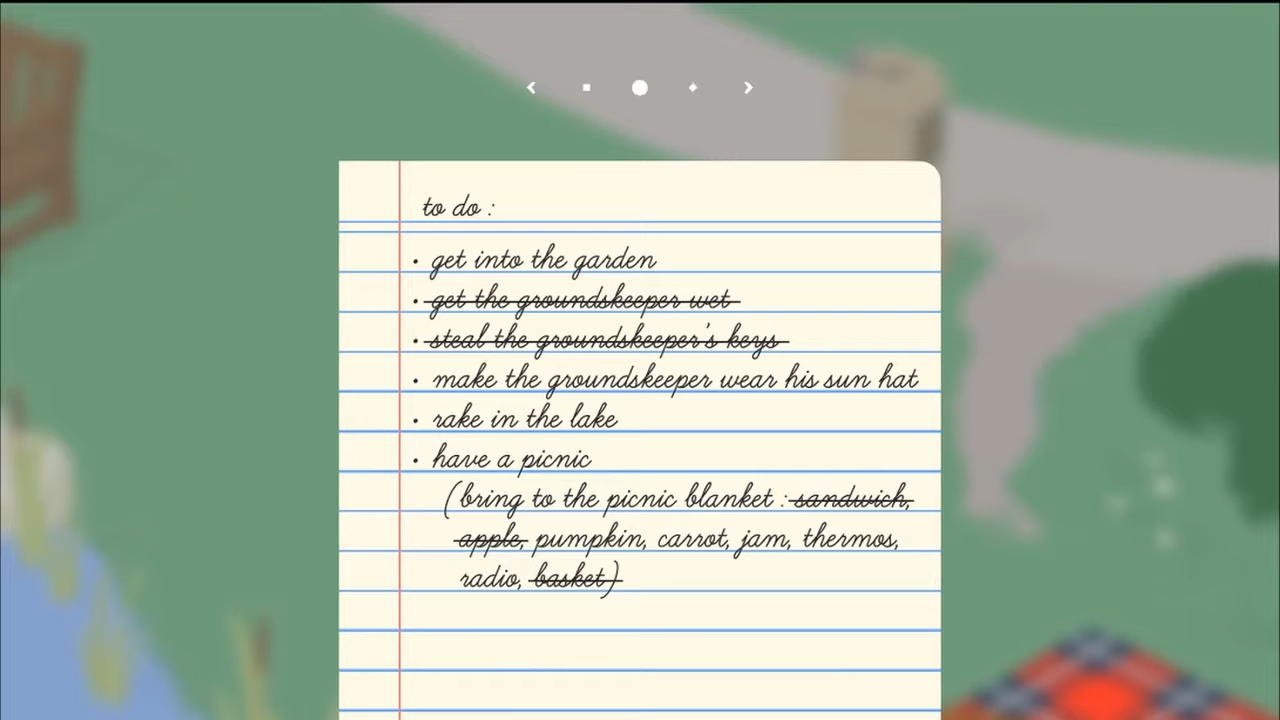 to do :
• get into the garden
• get the groundskeeper wet
• steal the groundskeeper's keys
• make the groundskeeper wear his sun hat
• rake in the lake
• have a picnic
(bring to the picnic blanket : sandwich,
apple, pumpkin, carrot, jam, thermos,
radio, basket)